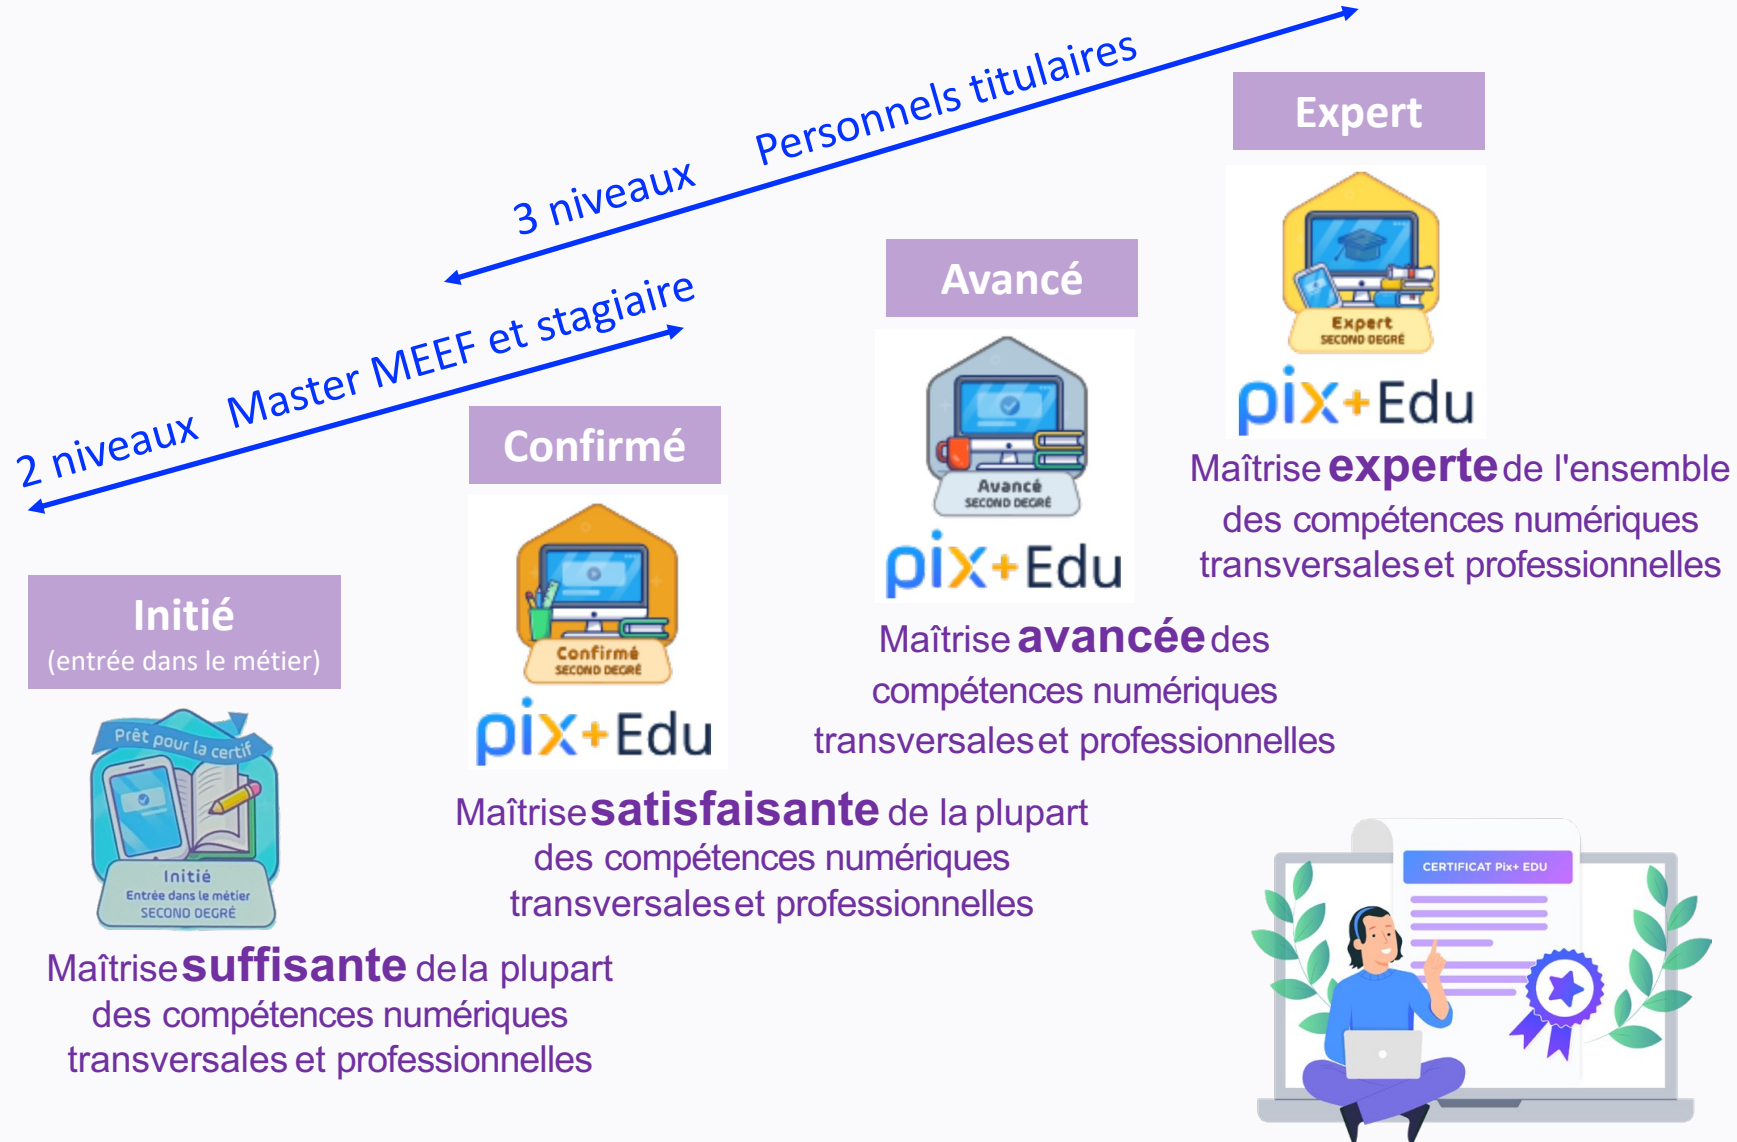 3 niveaux Personnels titulaires
2 niveaux Master MEEF et stagiaire
Initié
(entrée dans le métier)
Prêt pour la certif
Initié
Entrée dans le métier
SECOND DEGRÉ
Maîtrise suffisante de la plupart
des compétences numériques
transversales et professionnelles
Confirmé
Confirmé
SECOND DEGRÉ
pix+Edu
Maîtrise satisfaisante de la plupart
des compétences numériques
transversales et professionnelles
Avancé
Avancé
SECOND DEGRÉ
pix+Edu
Maîtrise avancée des
compétences numériques
transversales et professionnelles
Expert
Expert
SECOND DEGRÉ
pix+Edu
Maîtrise experte de l'ensemble
des compétences numériques
transversales et professionnelles
CERTIFICAT Pix+ EDU